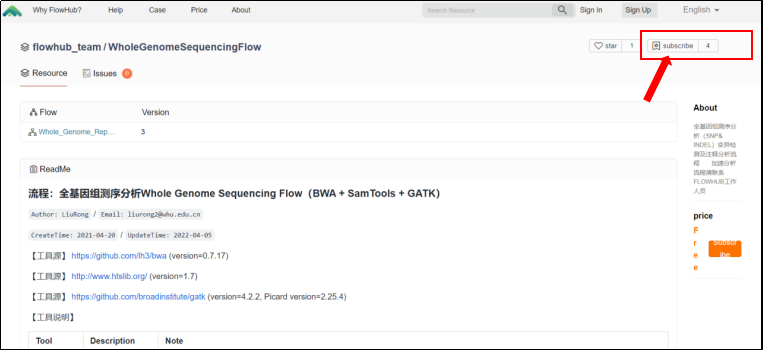 Why FlowHub? Help Case Price About Search Resource Sign In Sign Up English
flowhub_team / WholeGenomeSequencingFlow
star 1 subscribe 4
Resource Issues 0
Flow Version
Whole_Genome_Rep... 3
ReadMe
流程：全基因组测序分析Whole Genome Sequencing Flow（BWA + SamTools + GATK）
Author: LiuRong / Email: liurong2@whu.edu.cn
CreateTime: 2021-04-20 / UpdateTime: 2022-04-05
【工具源】 https://github.com/lh3/bwa (version=0.7.17)
【工具源】 http://www.htslib.org/ (version=1.7)
【工具源】 https://github.com/broadinstitute/gatk (version=4.2.2, Picard version=2.25.4)
【工具说明】
Tool Description Note
About
全基因组测序分
析（SNP&
INDEL）变异检
测及注释分析流
程 加速分析
流程请联系
FLOWHUB工作
人员
price
F
r
e
e
Subscr
ibe